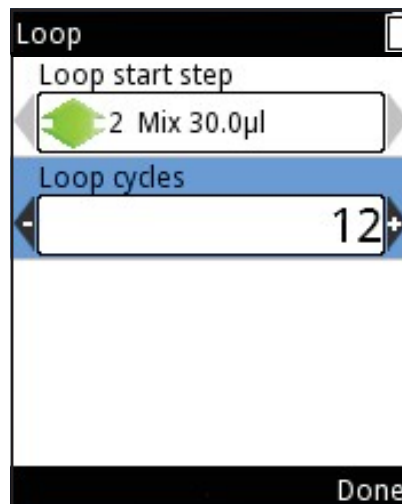 Loop
Loop start step
2 Mix 30.0µl
Loop cycles
- 12 +
Done